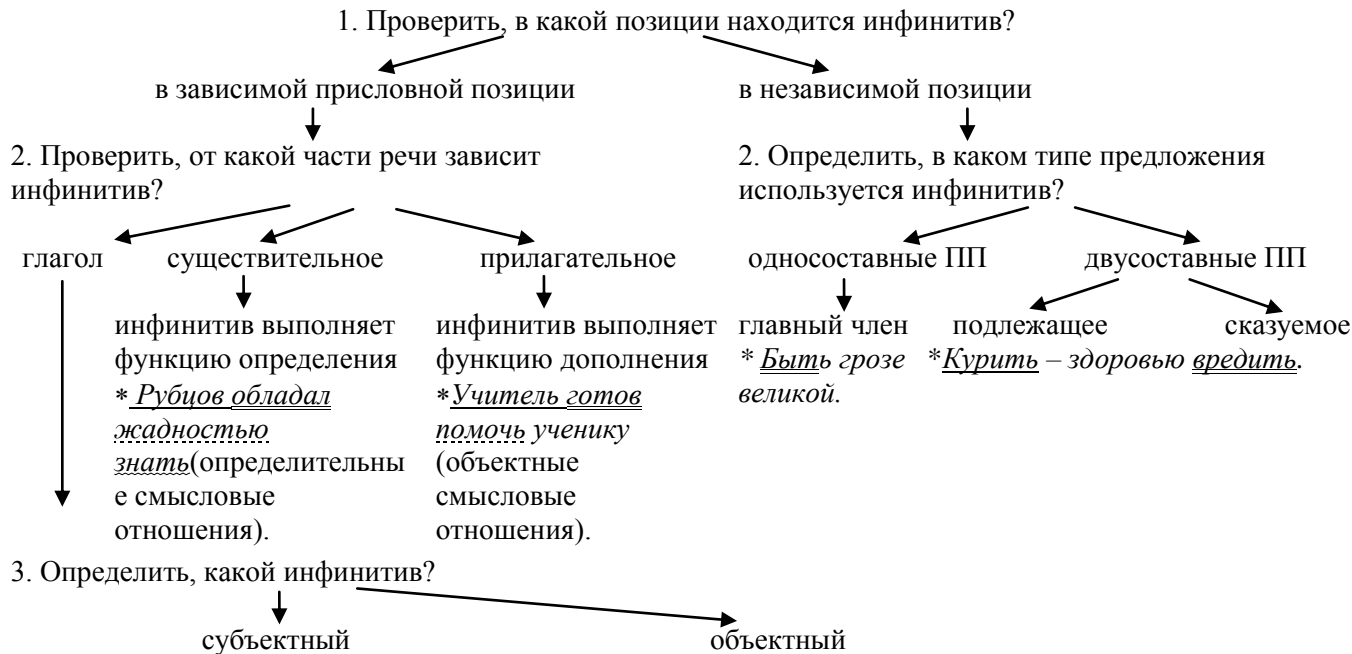 1. Проверить, в какой позиции находится инфинитив?
в зависимой присловной позиции
в независимой позиции
2. Проверить, от какой части речи зависит
инфинитив?
2. Определить, в каком типе предложения
используется инфинитив?
глагол
существительное
прилагательное
односоставные ПП
двусоставные ПП
инфинитив выполняет
функцию определения
* Рубцов обладал
жадностью
знать(определительны
е смысловые
отношения).
инфинитив выполняет
функцию дополнения
*Учитель готов
помочь ученику
(объектные
смысловые
отношения).
главный член
* Быть грозе
великой.
подлежащее
сказуемое
*Курить – здоровью вредить.
3. Определить, какой инфинитив?
субъектный
объектный